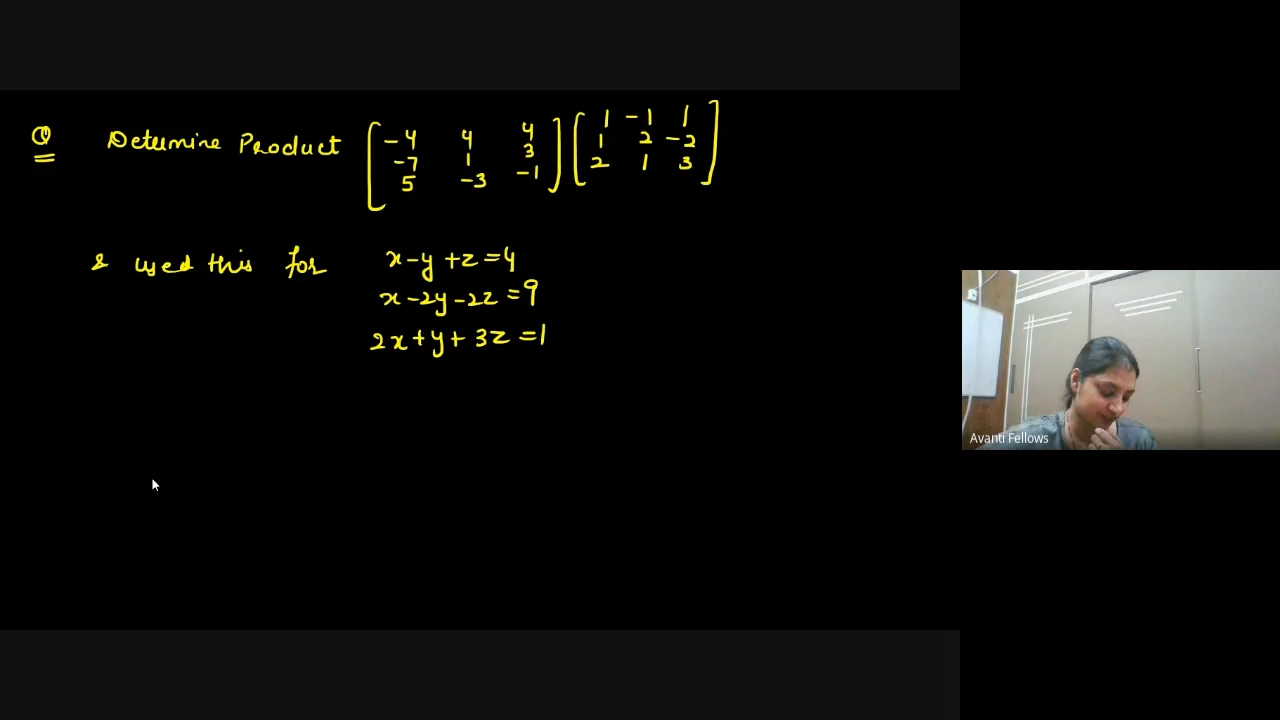 Q Determine Product [-4 4 4 [1 -1 1
-7 1 3 1 2 -2
5 -3 -1] 2 1 3]
& used this for x-y+z=4
x-2y-2z=9
2x+y+3z=1
Avanti Fellows